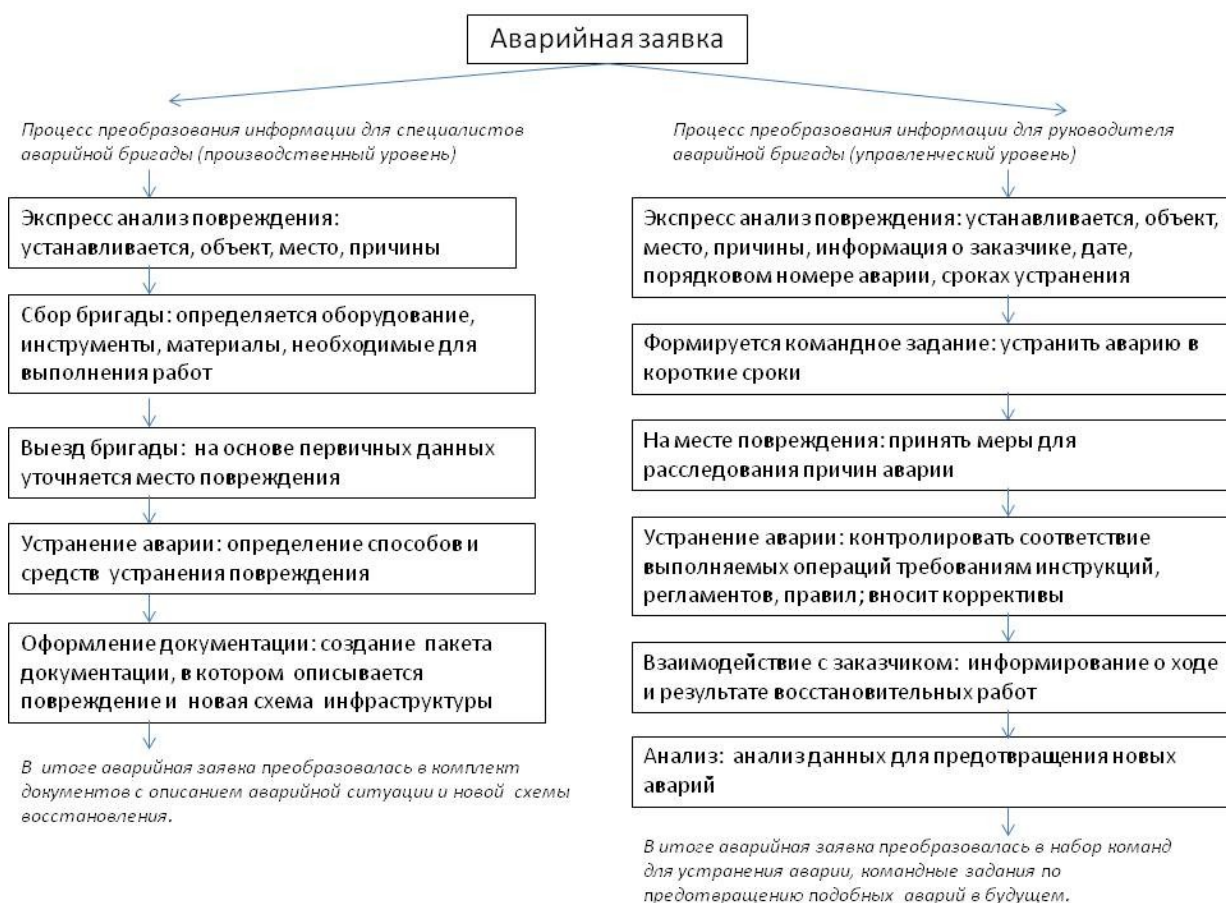 Аварийная заявка
Процесс преобразования информации для специалистов
аварийной бригады (производственный уровень)
Экспресс анализ повреждения:
устанавливается, объект, место, причины
Сбор бригады: определяется оборудование,
инструменты, материалы, необходимые для
выполнения работ
Выезд бригады: на основе первичных данных
уточняется место повреждения
Устранение аварии: определение способов и
средств устранения повреждения
Оформление документации: создание пакета
документации, в котором описывается
повреждение и новая схема инфраструктуры
В итоге аварийная заявка преобразовалась в комплект
документов с описанием аварийной ситуации и новой схемы
восстановления.
Процесс преобразования информации для руководителя
аварийной бригады (управленческий уровень)
Экспресс анализ повреждения: устанавливается, объект,
место, причины, информация о заказчике, дате,
порядковом номере аварии, сроках устранения
Формируется командное задание: устранить аварию в
короткие сроки
На месте повреждения: принять меры для
расследования причин аварии
Устранение аварии: контролировать соответствие
выполняемых операций требованиям инструкций,
регламентов, правил; вносит коррективы
Взаимодействие с заказчиком: информирование о ходе
и результате восстановительных работ
Анализ: анализ данных для предотвращения новых
аварий
В итоге аварийная заявка преобразовалась в набор команд
для устранения аварии, командные задания по
предотвращению подобных аварий в будущем.